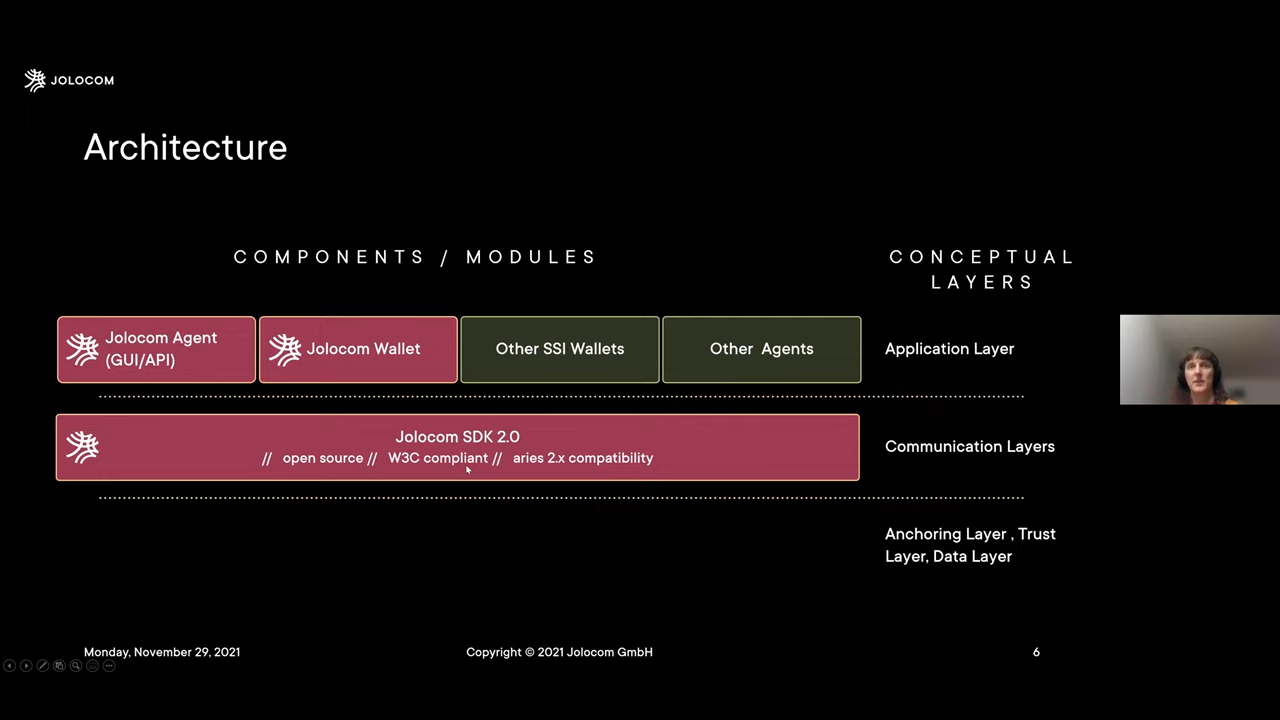 JOLOCOM
Architecture
COMPONENTS / MODULES
CONCEPTUAL
LAYERS
Jolocom Agent
(GUI/API)
Jolocom Wallet
Other SSI Wallets
Other Agents
Application Layer
Jolocom SDK 2.0
// open source // W3C compliant // aries 2.x compatibility
Communication Layers
Anchoring Layer , Trust
Layer, Data Layer
Monday, November 29, 2021
Copyright © 2021 Jolocom GmbH
6